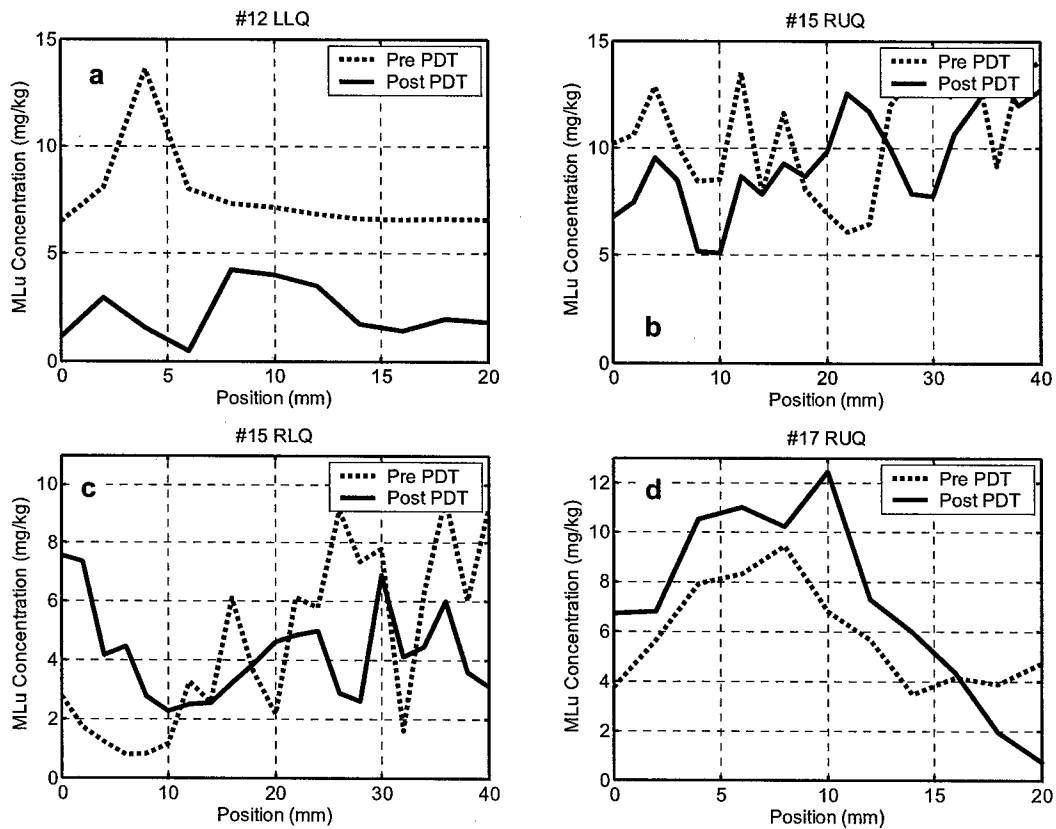 #12 LLQ
a
Pre PDT
Post PDT
MLu Concentration (mg/kg)
15
10
5
0
0 5 10 15 20
Position (mm)
#15 RUQ
Pre PDT
Post PDT
b
MLu Concentration (mg/kg)
15
10
5
0
0 10 20 30 40
Position (mm)
#15 RLQ
c
Pre PDT
Post PDT
MLu Concentration (mg/kg)
10
8
6
4
2
0
0 10 20 30 40
Position (mm)
#17 RUQ
d
Pre PDT
Post PDT
MLu Concentration (mg/kg)
12
10
8
6
4
2
0
0 5 10 15 20
Position (mm)